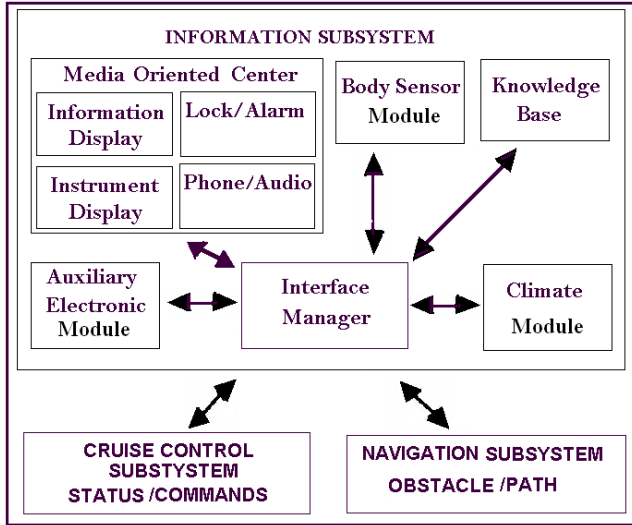 INFORMATION SUBSYSTEM
Media Oriented Center
Information
Display
Lock/Alarm
Instrument
Display
Phone/Audio
Body Sensor
Module
Knowledge
Base
Auxiliary
Electronic
Module
Interface
Manager
Climate
Module
CRUISE CONTROL
SUBSTYSTEM
STATUS /COMMANDS
NAVIGATION SUBSYSTEM
OBSTACLE /PATH